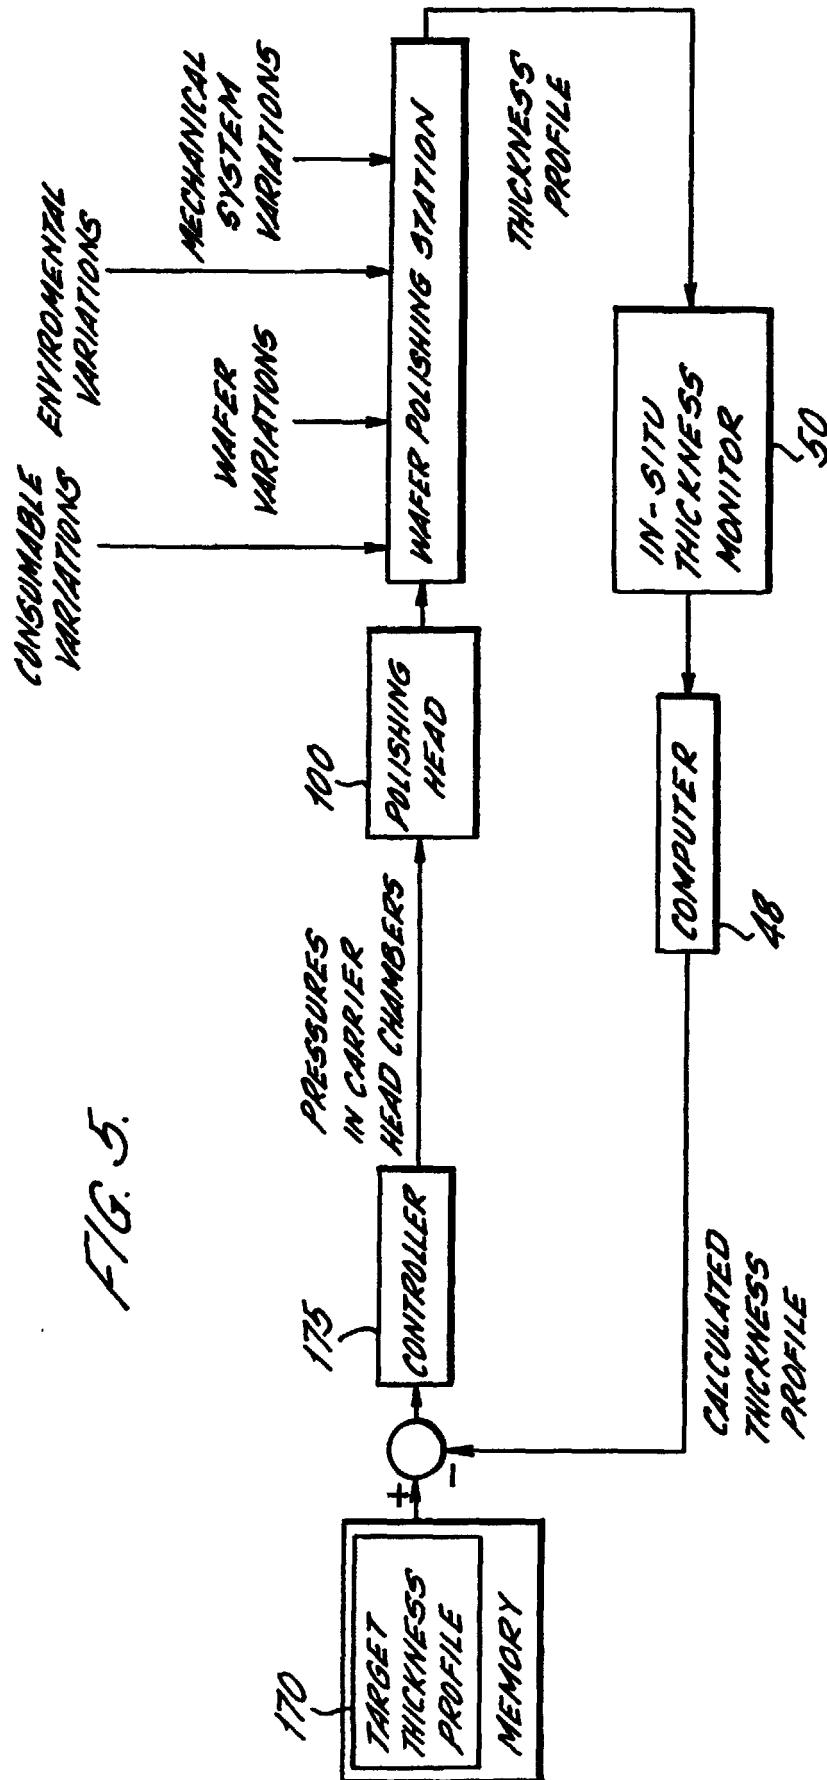 FIG. 5.
CONSUMABLE
VARIATIONS
ENVIROMENTAL
VARIATIONS
WAFER
VARIATIONS
MECHANICAL
SYSTEM
VARIATIONS
170
TARGET
THICKNESS
PROFILE
MEMORY
+
-
175
CONTROLLER
PRESSURES
IN CARRIER
HEAD CHAMBERS
100
POLISHING
HEAD
WAFER POLISHING STATION
THICKNESS
PROFILE
IN-SITU
THICKNESS
MONITOR
50
COMPUTER
48
CALCULATED
THICKNESS
PROFILE